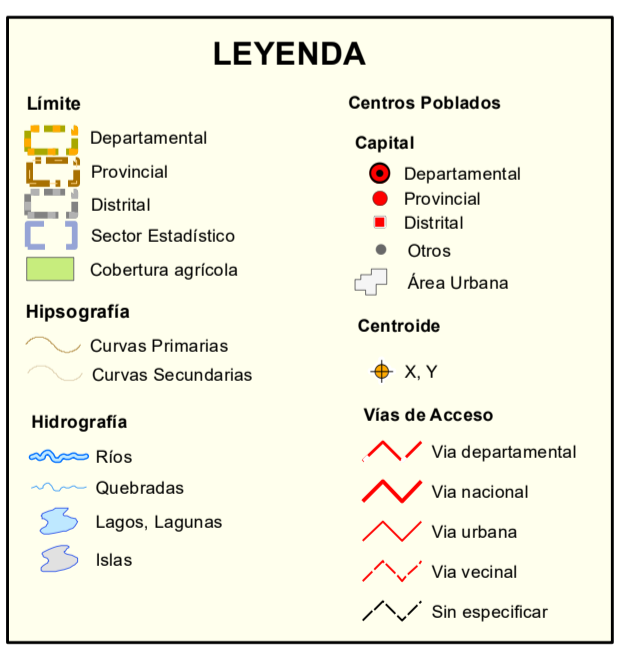 LEYENDA
Límite
Departamental
Provincial
Distrital
Sector Estadístico
Cobertura agrícola
Hipsografía
Curvas Primarias
Curvas Secundarias
Hidrografía
Ríos
Quebradas
Lagos, Lagunas
Islas
Centros Poblados
Capital
Departamental
Provincial
Distrital
Otros
Área Urbana
Centroide
X, Y
Vías de Acceso
Via departamental
Via nacional
Via urbana
Via vecinal
Sin especificar